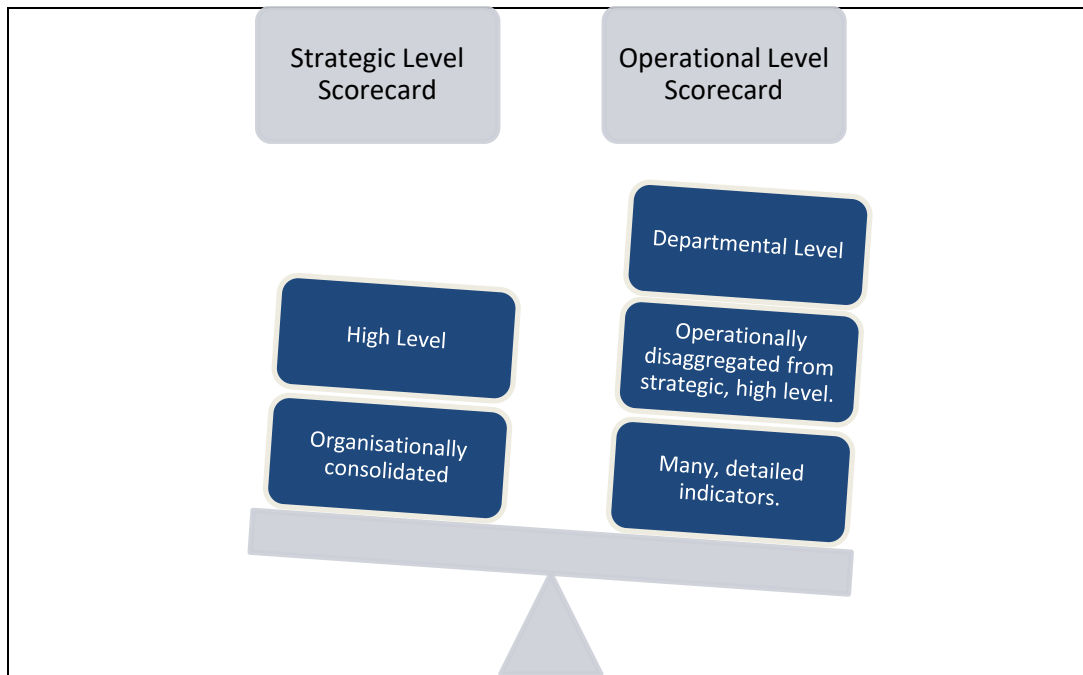 Strategic Level
Scorecard
Operational Level
Scorecard
High Level
Organisationally
consolidated
Departmental Level
Operationally
disaggregated from
strategic, high level.
Many, detailed
indicators.